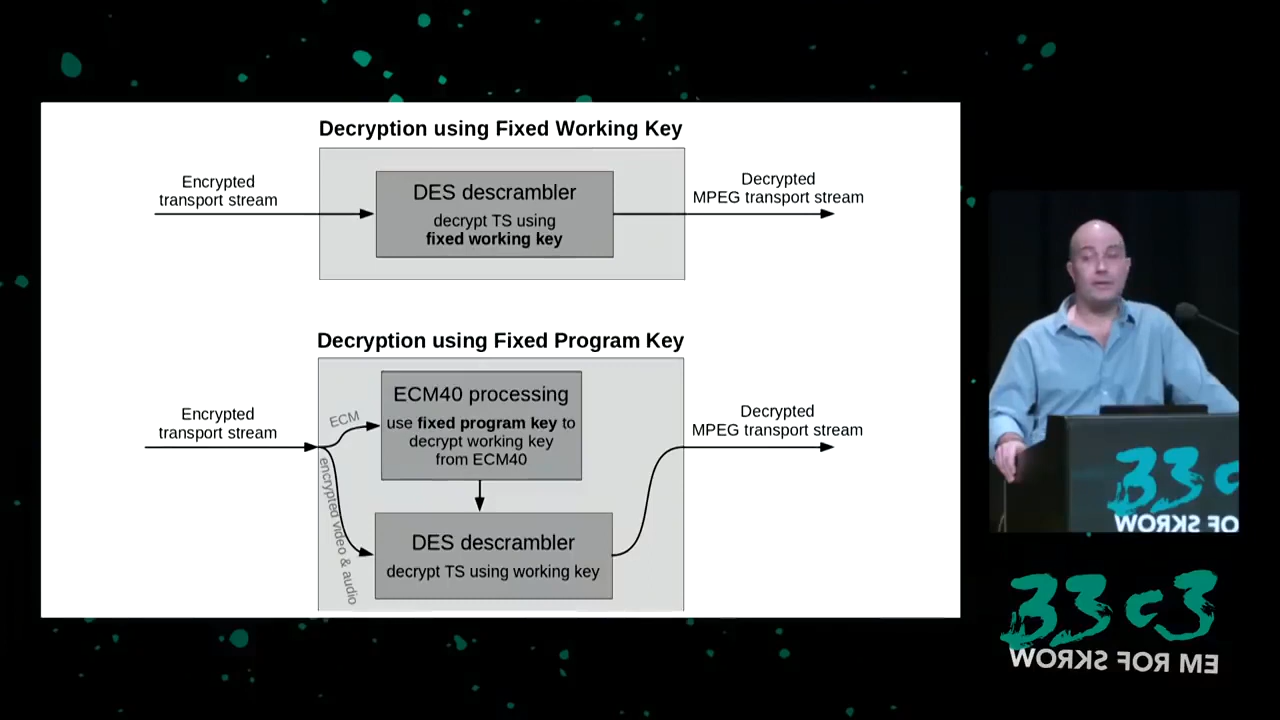 Decryption using Fixed Working Key
Encrypted
transport stream
DES descrambler
decrypt TS using
fixed working key
Decrypted
MPEG transport stream
Decryption using Fixed Program Key
Encrypted
transport stream
ECM
encrypted video & audio
ECM40 processing
use fixed program key to
decrypt working key
from ECM40
DES descrambler
decrypt TS using working key
Decrypted
MPEG transport stream
33c
WORKS FO
33c3
WORKS FOR ME